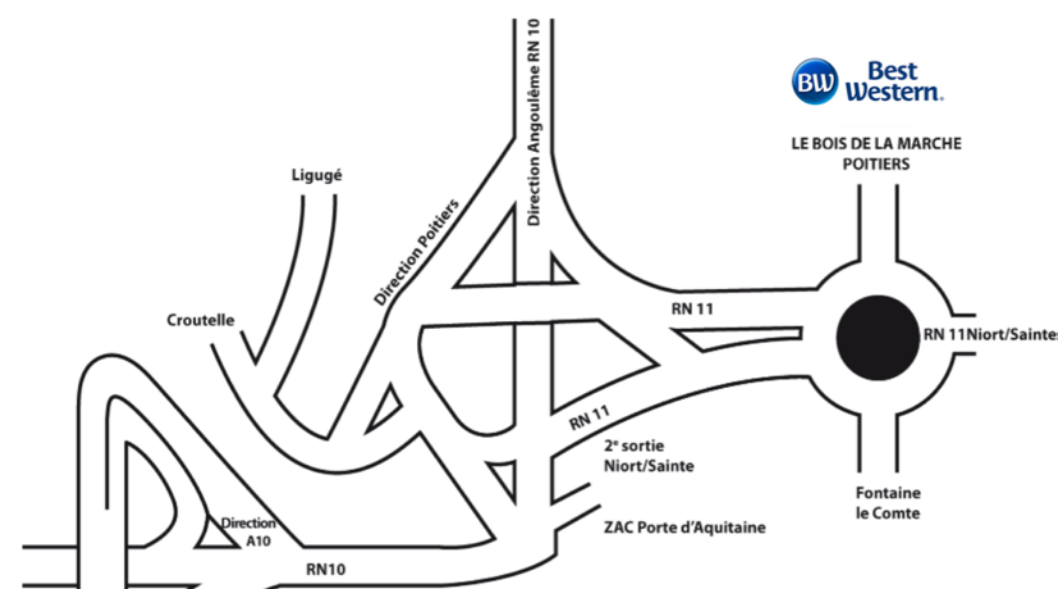 Direction Angoulême RN 10
BW
Best
Western.
LE BOIS DE LA MARCHE
POITIERS
Ligugé
Direction Poitiers
Croutelle
RN 11
RN 11Niort/Saintes
RN 11
2e sortie
Niort/Sainte
Fontaine
le Comte
Direction
A10
ZAC Porte d'Aquitaine
RN10